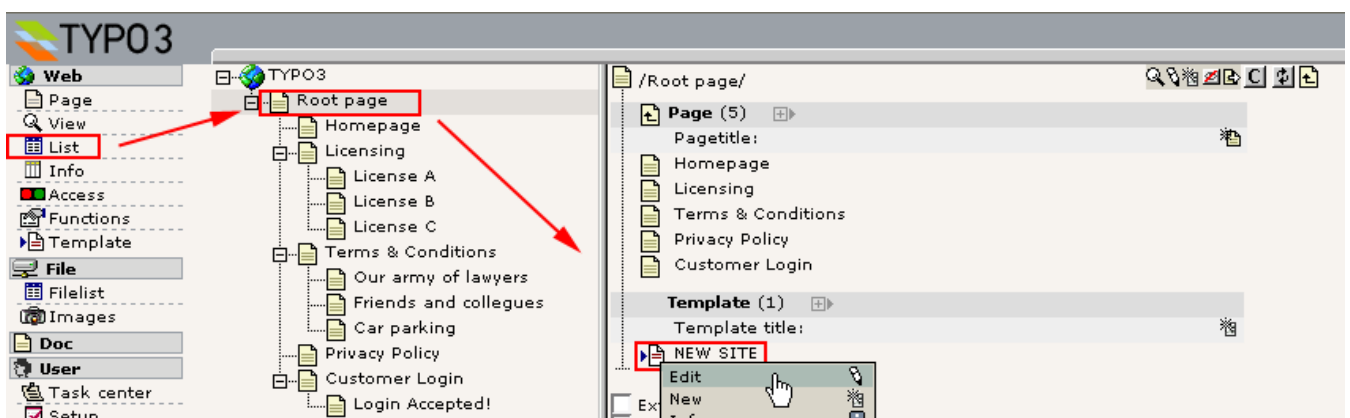 TYPO3
Web
Page
View
List
Info
Access
Functions
Template
File
Filelist
Images
Doc
User
Task center
Setup
TYPO3
Root page
Homepage
Licensing
License A
License B
License C
Terms & Conditions
Our army of lawyers
Friends and collegues
Car parking
Privacy Policy
Customer Login
Login Accepted!
/Root page/
C
Page (5)
Pagetitle:
Homepage
Licensing
Terms & Conditions
Privacy Policy
Customer Login
Template (1)
Template title:
NEW SITE
Edit
New